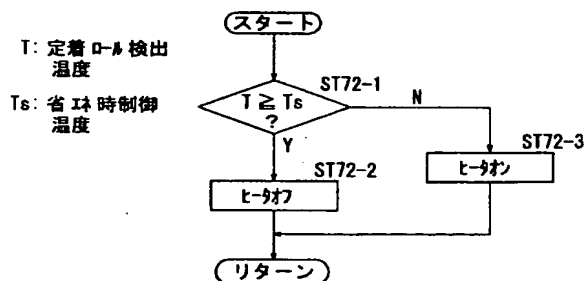 スタート
T: 定着ロール検出
温度
Ts: 省エネ時制御
温度
ST72-1
T ≧ Ts
?
N
Y
ST72-2
ヒータオフ
ST72-3
ヒータオン
リターン